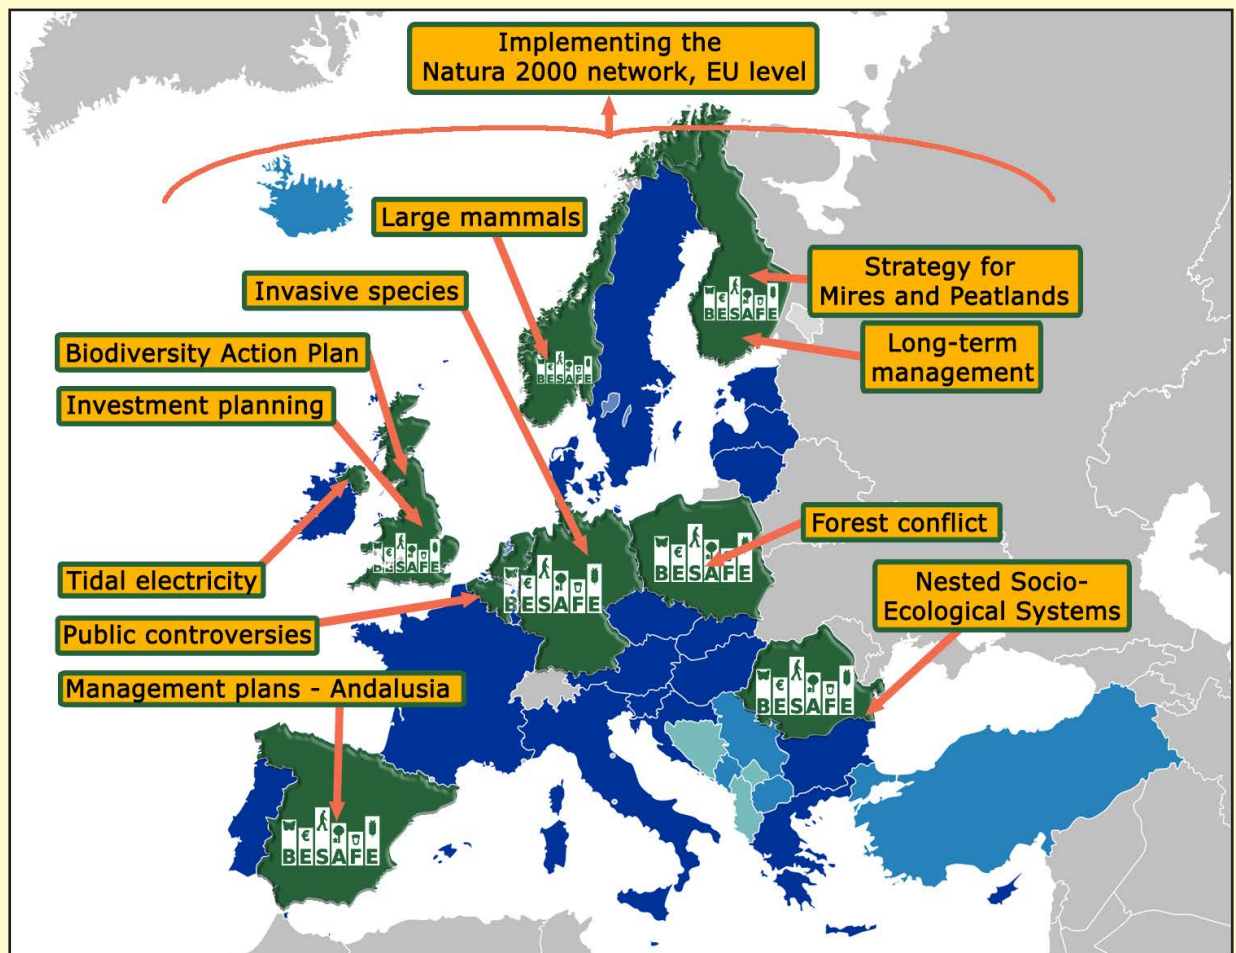 Implementing the
Natura 2000 network, EU level
Large mammals
Invasive species
Strategy for
Mires and Peatlands
Biodiversity Action Plan
Long-term
management
Investment planning
BESAFE
BESAFE
Forest conflict
BESAFE
Tidal electricity
BESAFE
BESAFE
Nested Socio-
Ecological Systems
Public controversies
Management plans - Andalusia
BESAFE
BESAFE